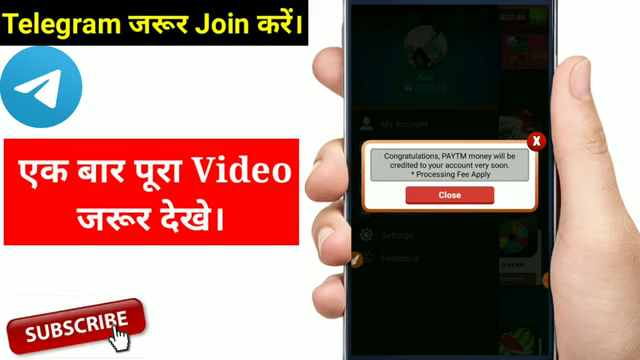 Telegram जरूर Join करें।
एक बार पूरा Video
जरूर देखे।
SUBSCRIBE
My Account
X
Congratulations, PAYTM money will be
credited to your account very soon.
* Processing Fee Apply
Close
Settings
Feedback